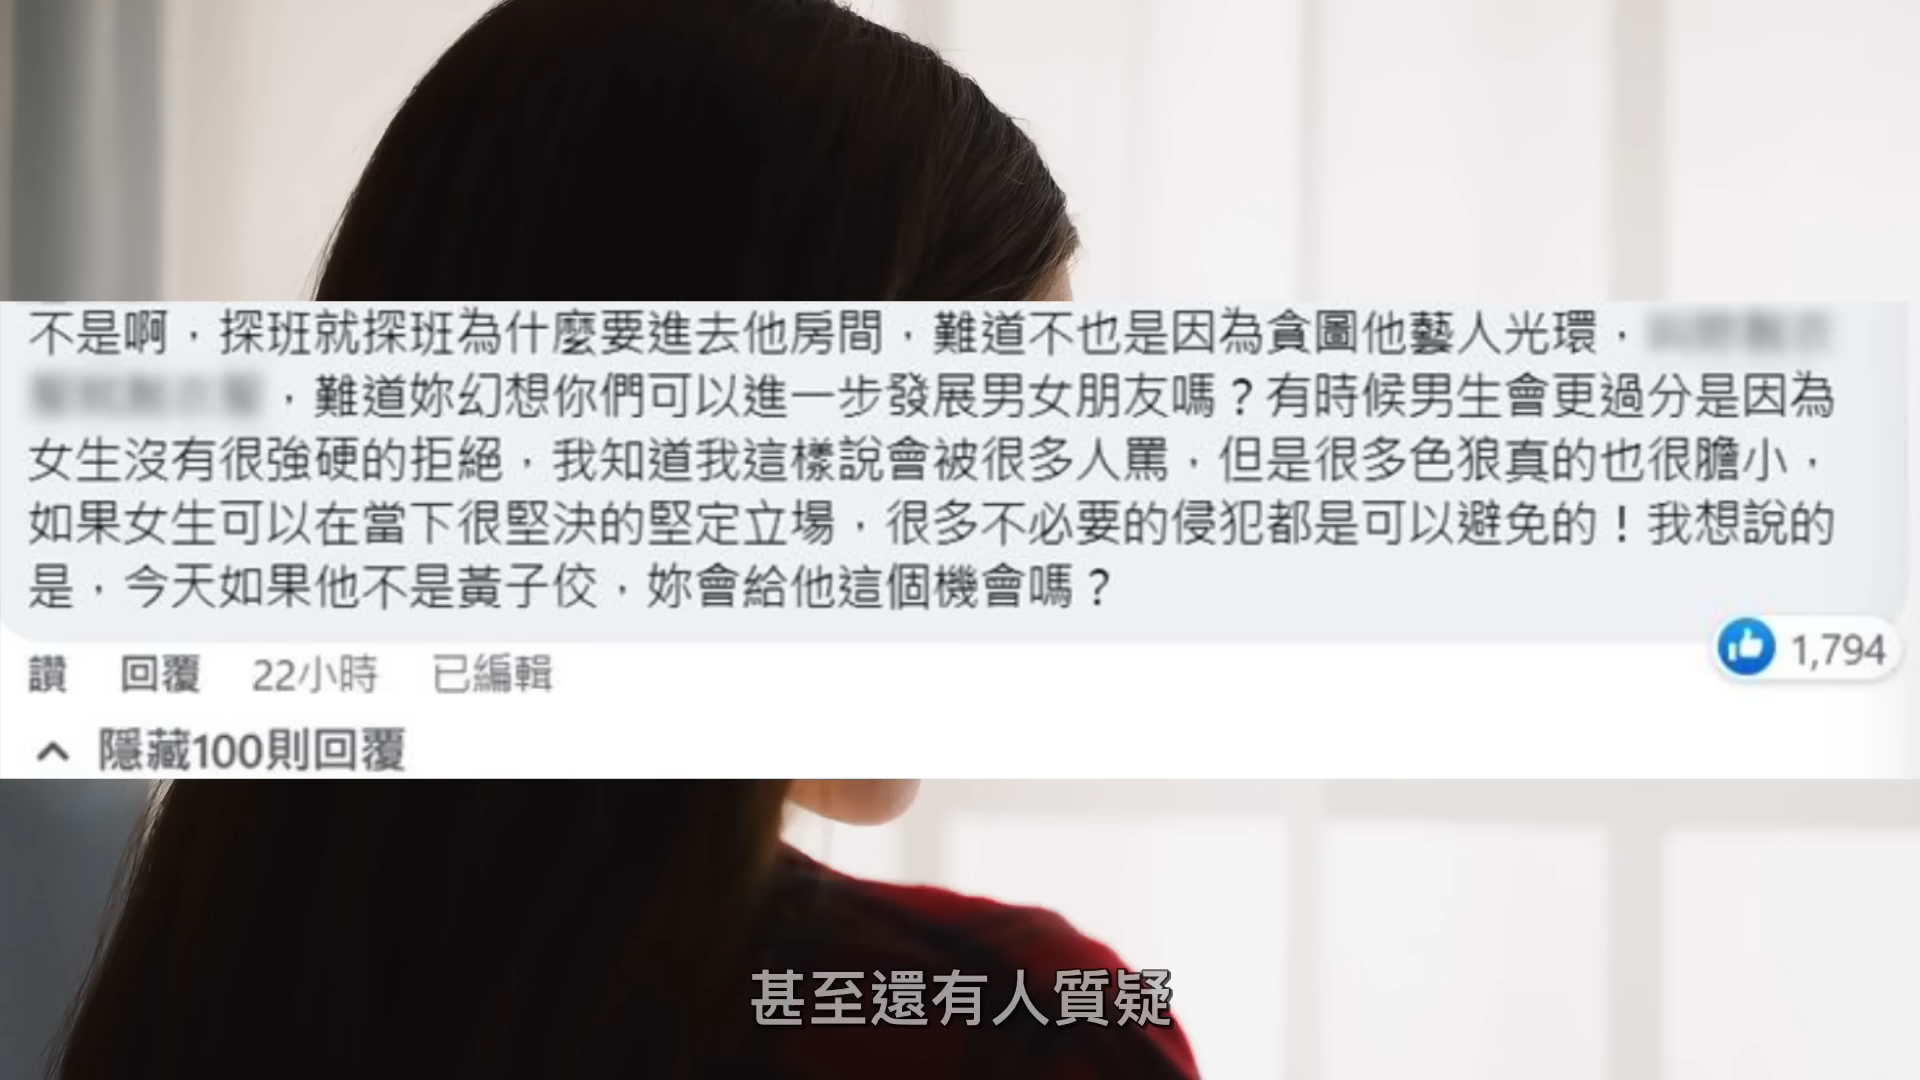 不是啊，探班就探班為什麼要進去他房間，難道不也是因為貪圖他藝人光環，
，難道妳幻想你們可以進一步發展男女朋友嗎？有時候男生會更過分是因為
女生沒有很強硬的拒絕，我知道我這樣說會被很多人罵，但是很多色狼真的也很膽小，
如果女生可以在當下很堅決的堅定立場，很多不必要的侵犯都是可以避免的！我想說的
是，今天如果他不是黃子佼，妳會給他這個機會嗎？
讚 回覆 22小時 已編輯
1,794
隱藏100則回覆
甚至還有人質疑